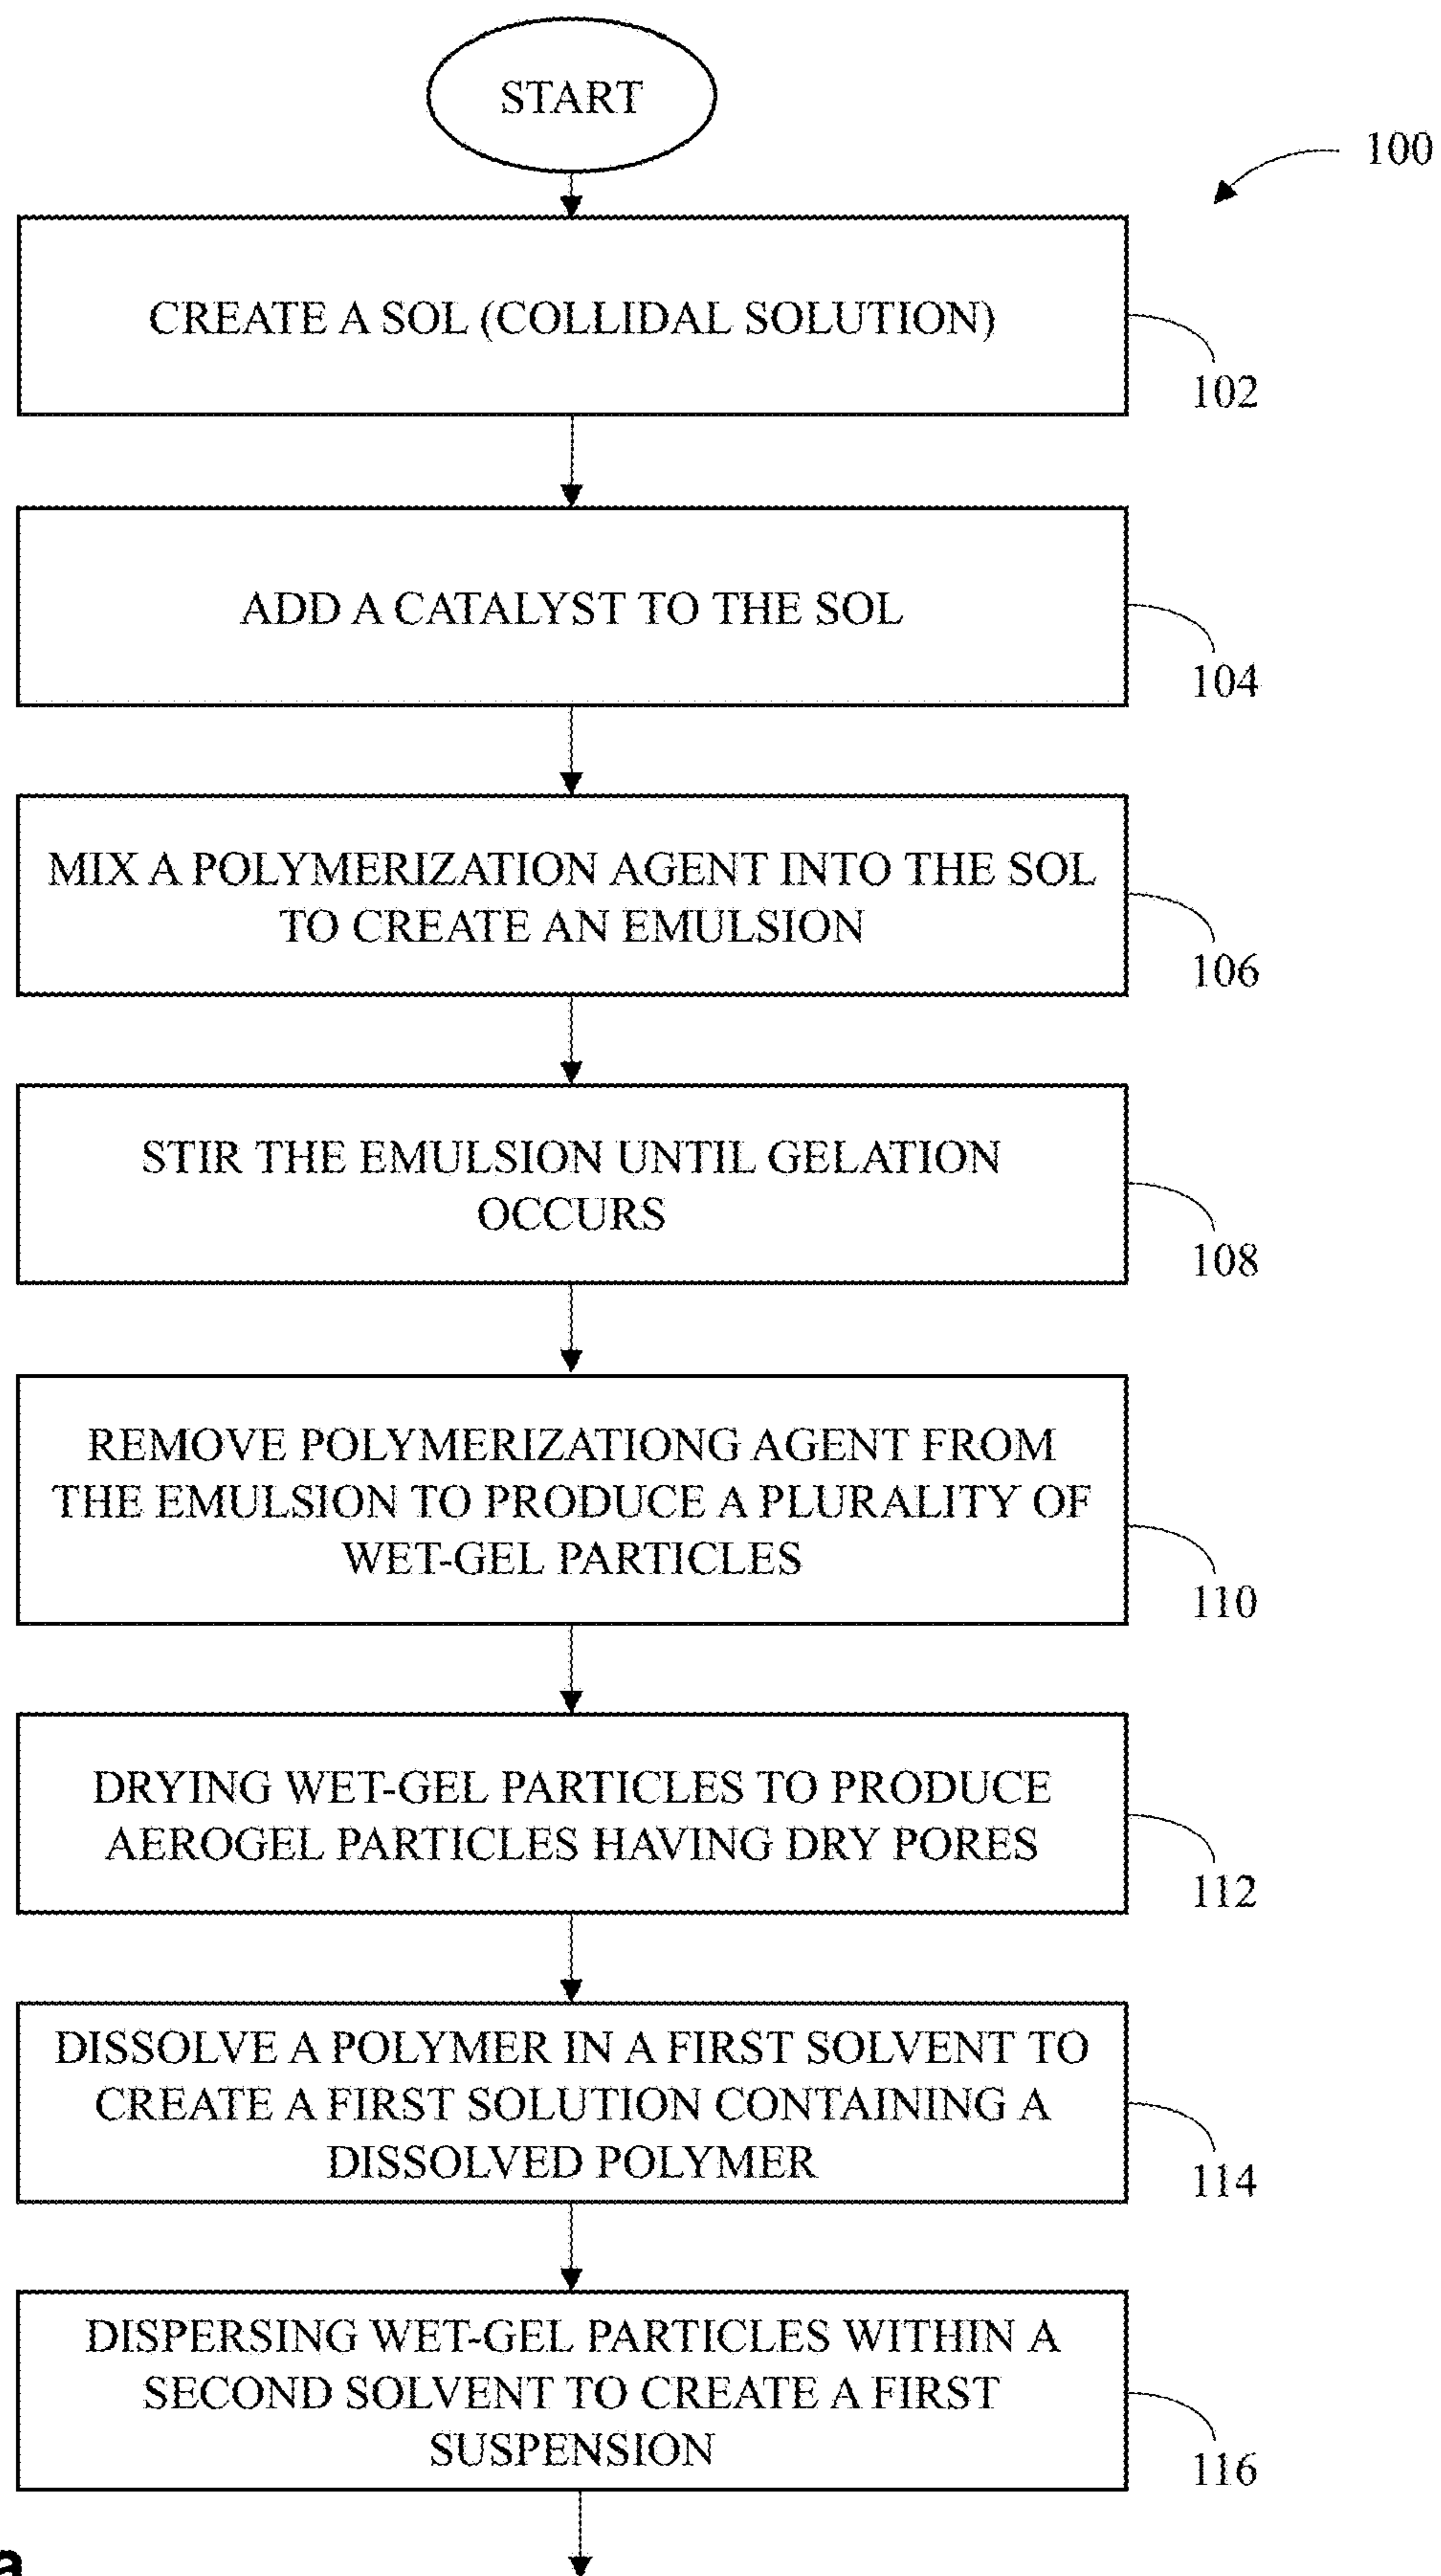 START
100
CREATE A SOL (COLLIDAL SOLUTION)
102
ADD A CATALYST TO THE SOL
104
MIX A POLYMERIZATION AGENT INTO THE SOL
TO CREATE AN EMULSION
106
STIR THE EMULSION UNTIL GELATION
OCCURS
108
REMOVE POLYMERIZATIONG AGENT FROM
THE EMULSION TO PRODUCE A PLURALITY OF
WET-GEL PARTICLES
110
DRYING WET-GEL PARTICLES TO PRODUCE
AEROGEL PARTICLES HAVING DRY PORES
112
DISSOLVE A POLYMER IN A FIRST SOLVENT TO
CREATE A FIRST SOLUTION CONTAINING A
DISSOLVED POLYMER
114
DISPERSING WET-GEL PARTICLES WITHIN A
SECOND SOLVENT TO CREATE A FIRST
SUSPENSION
116